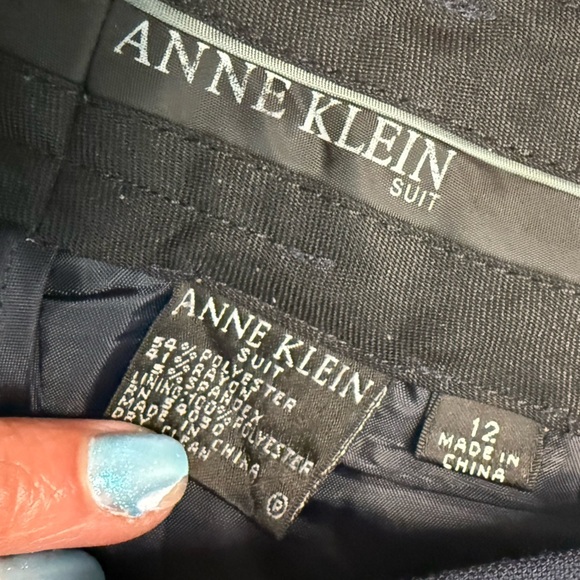 ANNE KLEIN
SUIT
ANNE KLEIN
SUIT
54% POLYESTER
41% RAYON
5% SPANDEX
LINING: 100% POLYESTER
RN
MADE IN CHINA
CLEAN
P
12
MADE IN
CHINA